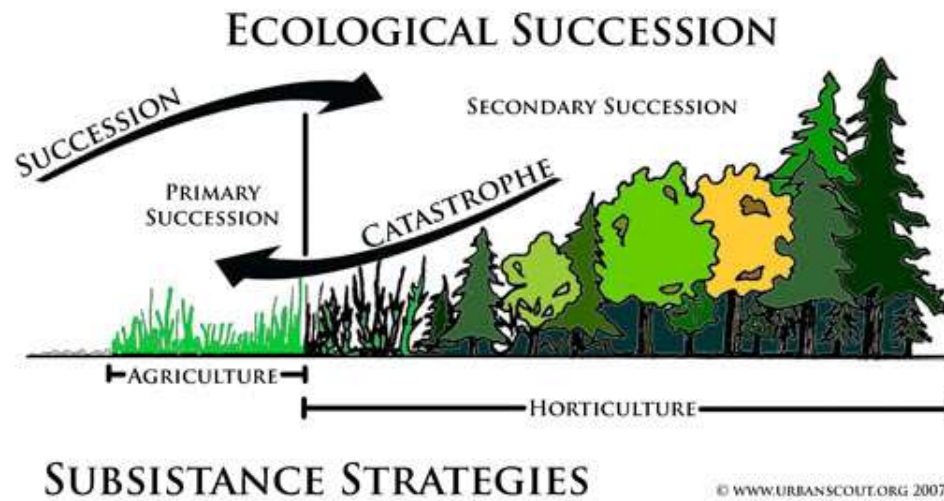 ECOLOGICAL SUCCESSION
SUCCESSION
SECONDARY SUCCESSION
PRIMARY
SUCCESSION
CATASTROPHE
AGRICULTURE
HORTICULTURE
SUBSISTANCE STRATEGIES
© WWW.URBANSCOUT.ORG 2007